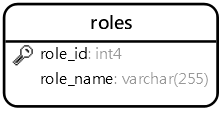 roles
role_id: int4
role_name: varchar(255)